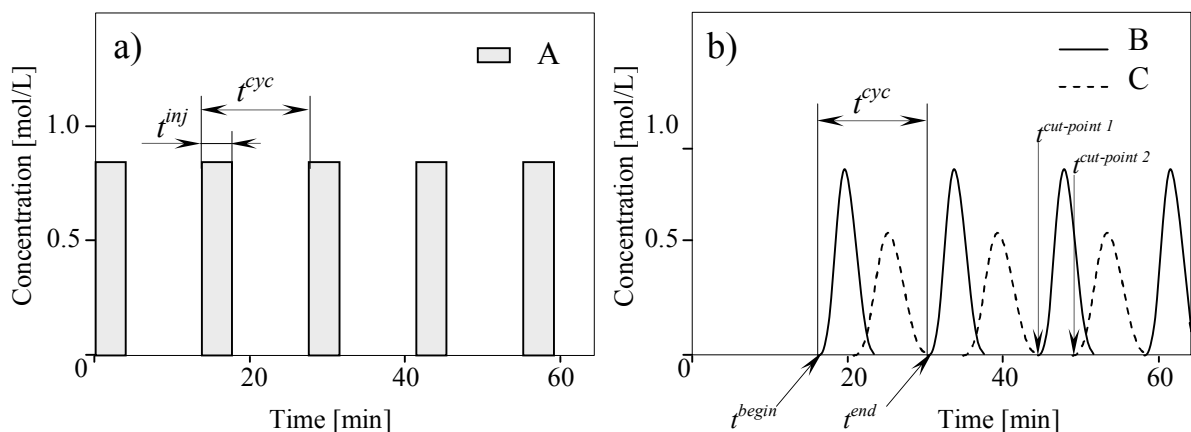 a)
A
t^{cyc}
t^{inj}
Concentration [mol/L]
1.0
0.5
0
20
40
60
Time [min]
b)
B
C
t^{cyc}
t^{cut-point 1}
t^{cut-point 2}
Concentration [mol/L]
1.0
0.5
0
0
20
40
60
t^{begin}
t^{end}
Time [min]